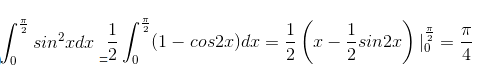 ∫₀^{π/2} sin²xdx = 1/2 ∫₀^{π/2} (1 − cos2x)dx = 1/2 (x − 1/2 sin2x) |₀^{π/2} = π/4